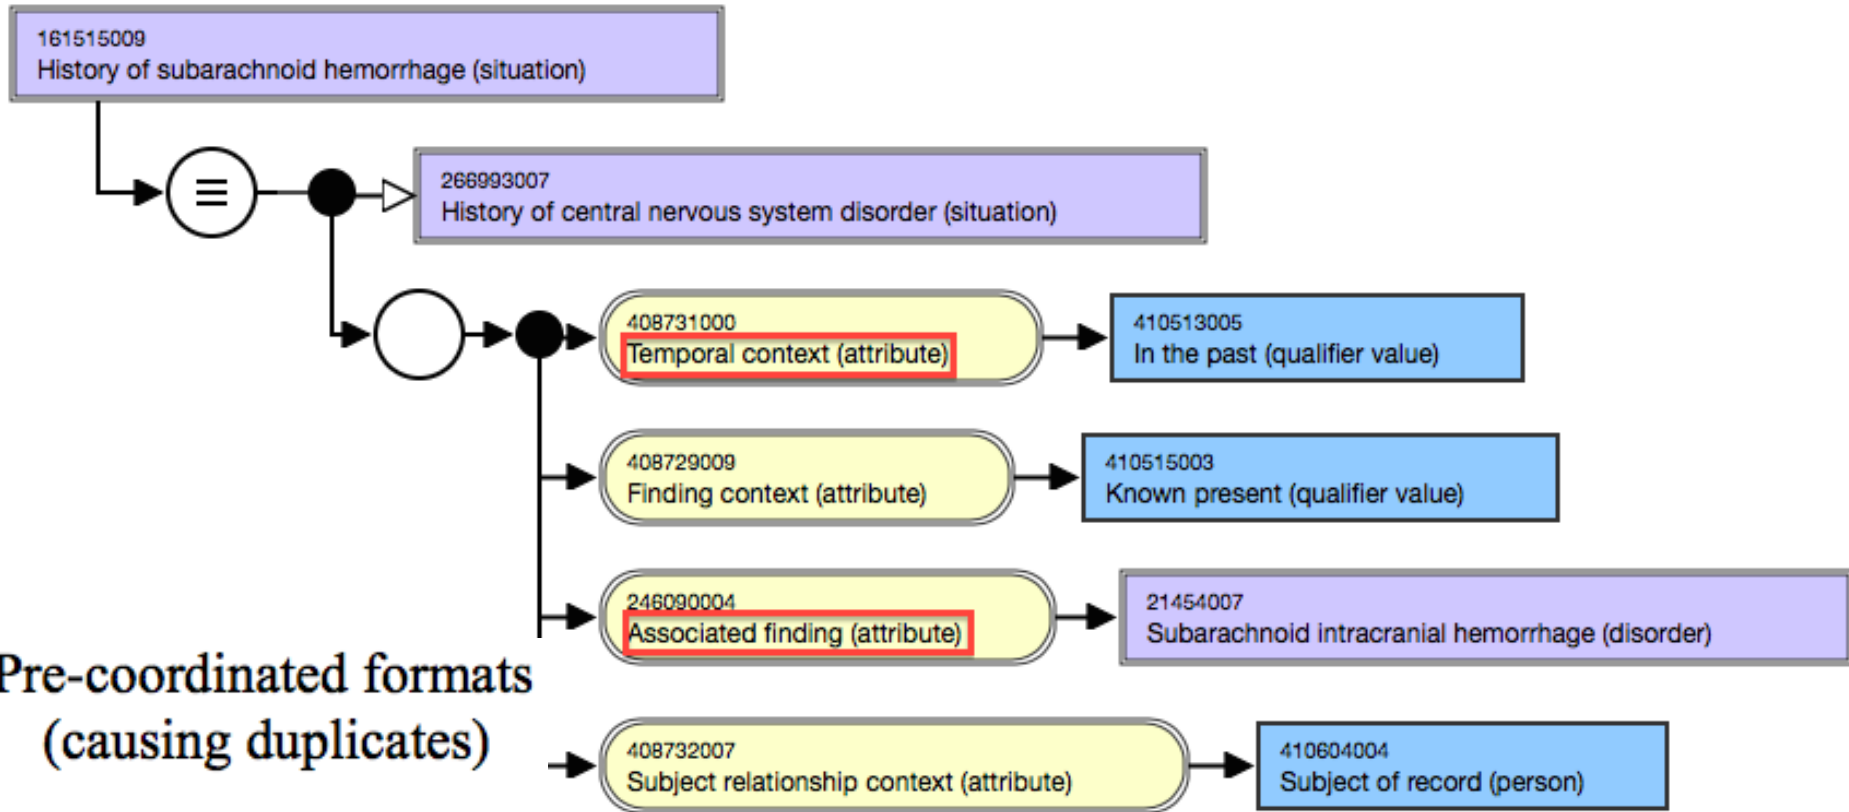 161515009
History of subarachnoid hemorrhage (situation)
266993007
History of central nervous system disorder (situation)
408731000
Temporal context (attribute)
410513005
In the past (qualifier value)
408729009
Finding context (attribute)
410515003
Known present (qualifier value)
246090004
Associated finding (attribute)
21454007
Subarachnoid intracranial hemorrhage (disorder)
Pre-coordinated formats
(causing duplicates)
408732007
Subject relationship context (attribute)
410604004
Subject of record (person)